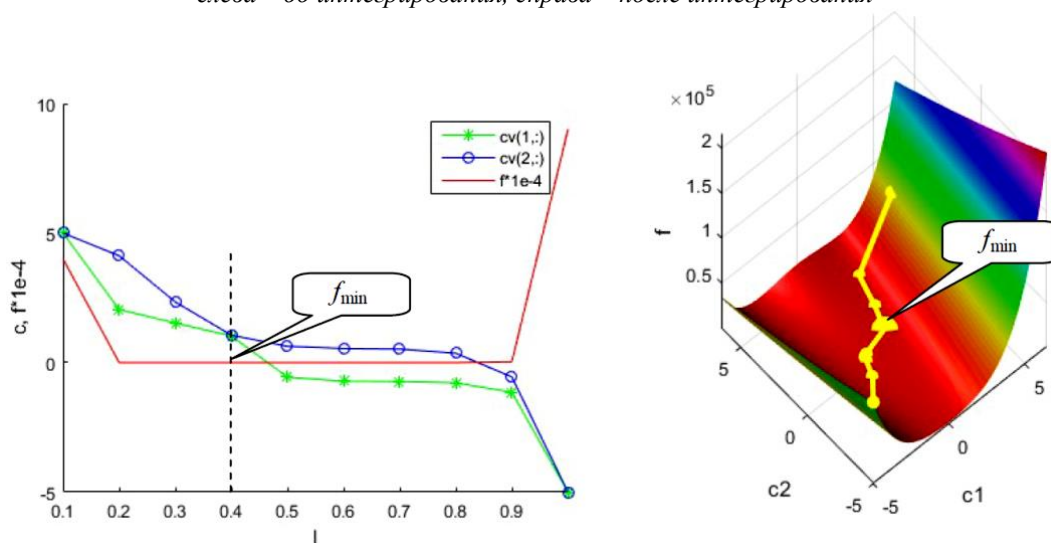 слева – до интегрирования, справа – после интегрирования
10
5
0
-5
c, f*1e-4
cv(1,:)
cv(2,:)
f*1e-4
fmin
0.1 0.2 0.3 0.4 0.5 0.6 0.7 0.8 0.9
l
×10⁵
2
1.5
1
0.5
f
fmin
5
0
-5
c2
-5
0
5
c1